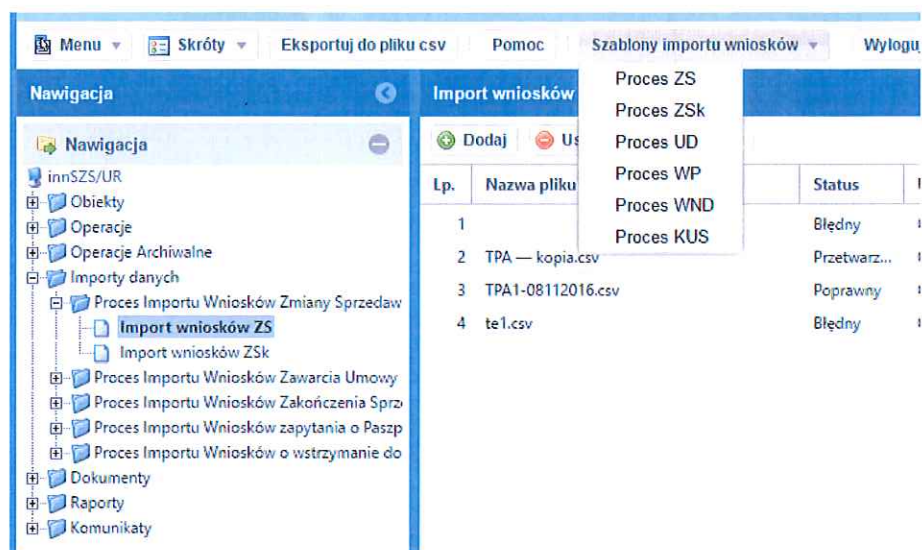 Menu Skróty Eksportuj do pliku csv Pomoc Szablony importu wniosków
Proces ZS
Proces ZSk
Proces UD
Proces WP
Proces WND
Proces KUS
Nawigacja
Nawigacja
innSZS/UR
Obiekty
Operacje
Operacje Archiwalne
Importy danych
Proces Importu Wniosków Zmiany Sprzedaw
Import wniosków ZS
Import wniosków ZSk
Proces Importu Wniosków Zawarcia Umowy
Proces Importu Wniosków Zakończenia Sprz
Proces Importu Wniosków zapytania o Paszp
Proces Importu Wniosków o wstrzymanie do
Dokumenty
Raporty
Komunikaty
Import wniosków
Dodaj
Lp. Nazwa pliku Status
1 Błędny
2 TPA — kopia.csv Przetwarz...
3 TPA1-08112016.csv Poprawny
4 te1.csv Błędny